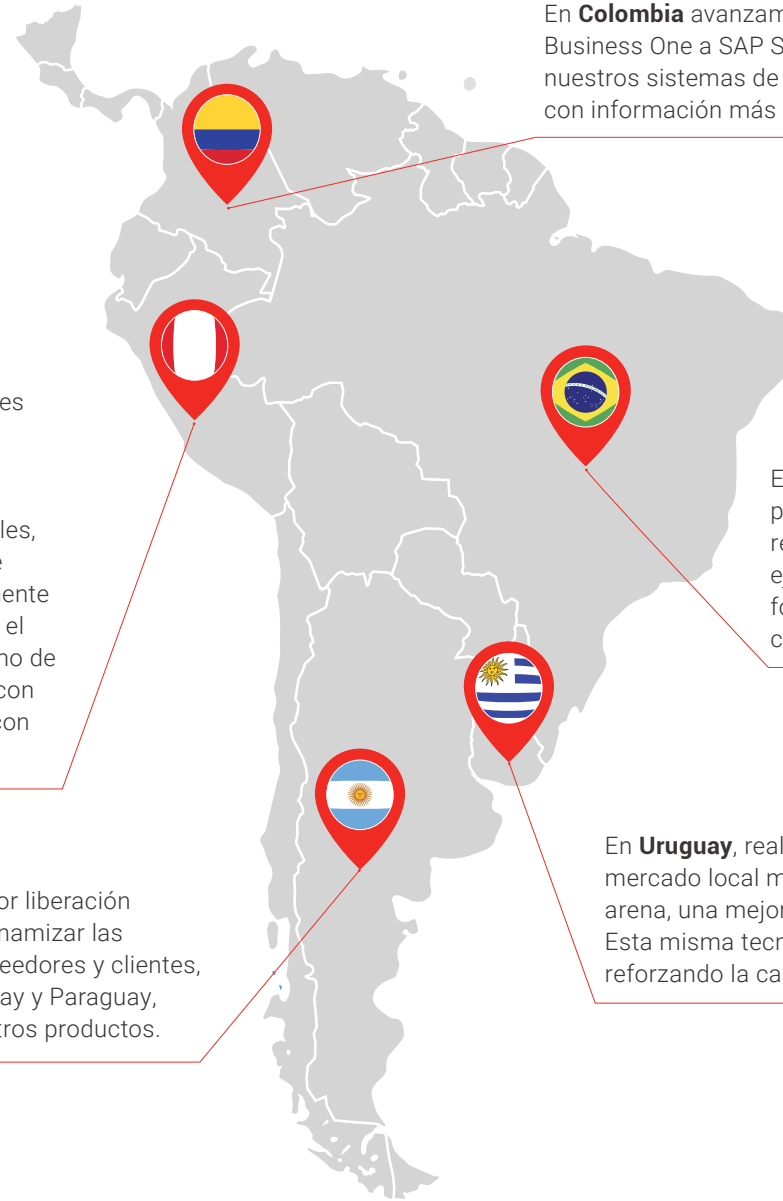 En Colombia avanzam
Business One a SAP S
nuestros sistemas de
con información más
es
les,
e
nente
el
no de
con
con
E
p
re
ej
fo
c
or liberación
namizar las
eedores y clientes,
ay y Paraguay,
tros productos.
En Uruguay, real
mercado local m
arena, una mejor
Esta misma tecn
reforzando la ca